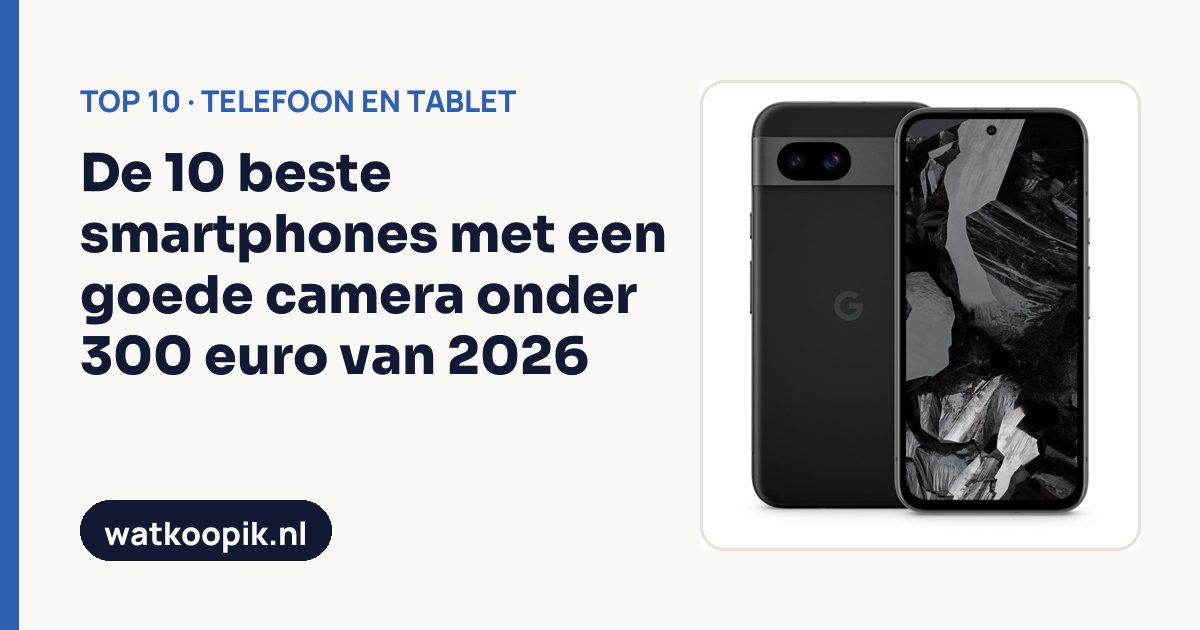 TOP 10 · TELEFOON EN TABLET
De 10 beste
smartphones met een
goede camera onder
300 euro van 2026
watkoopik.nl
G